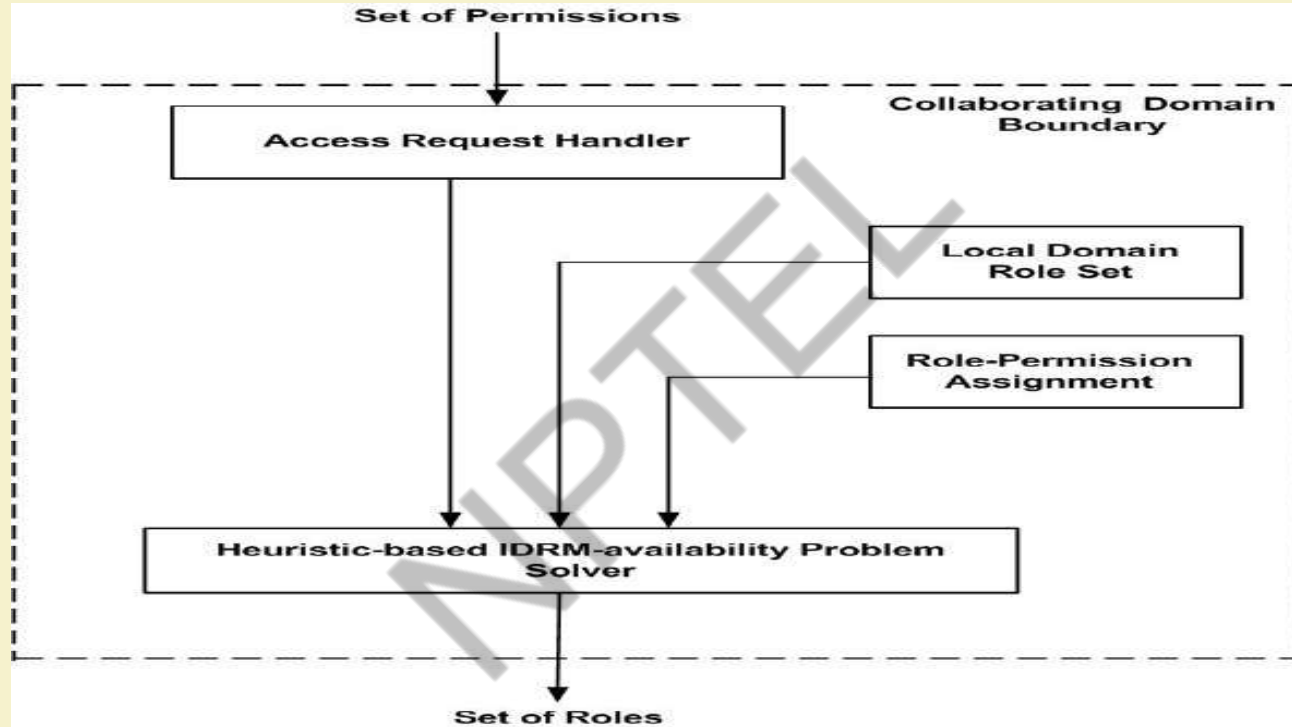 Set of Permissions
Collaborating Domain
Boundary
Access Request Handler
Local Domain
Role Set
Role-Permission
Assignment
Heuristic-based IDRM-availability Problem
Solver
Set of Roles
NPTEL